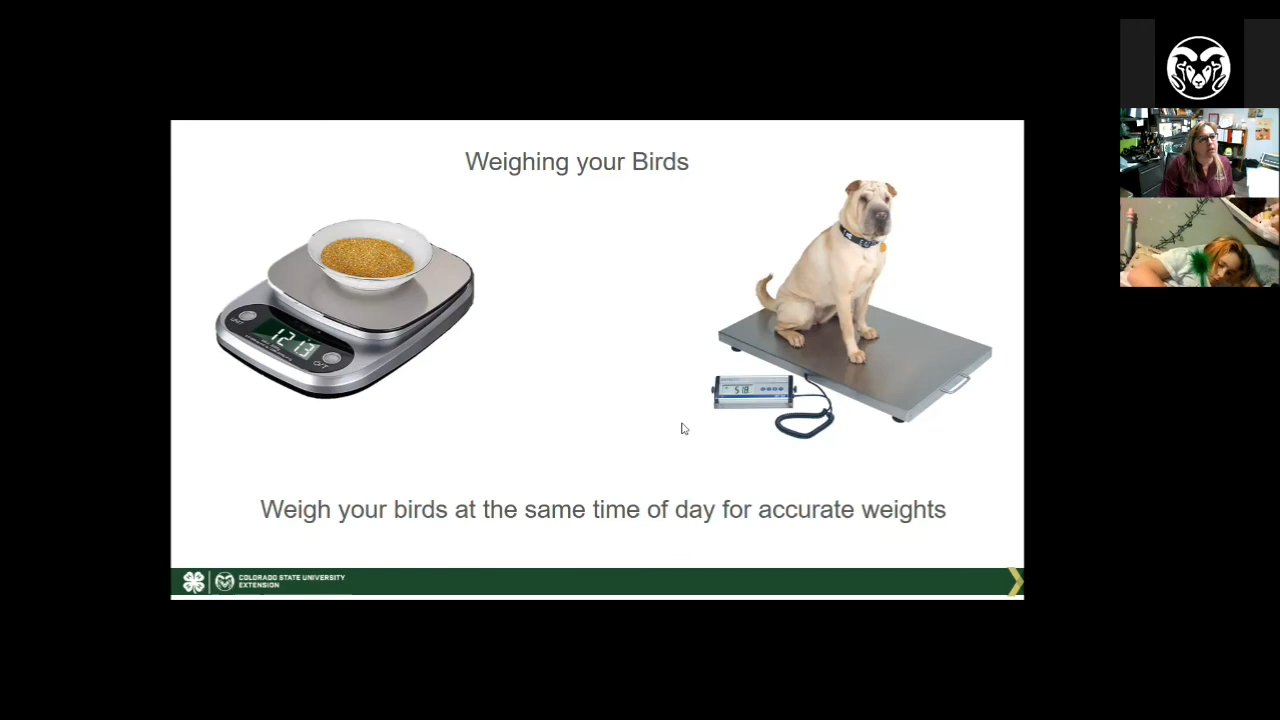 Weighing your Birds
1213
Weigh your birds at the same time of day for accurate weights
COLORADO STATE UNIVERSITY
EXTENSION